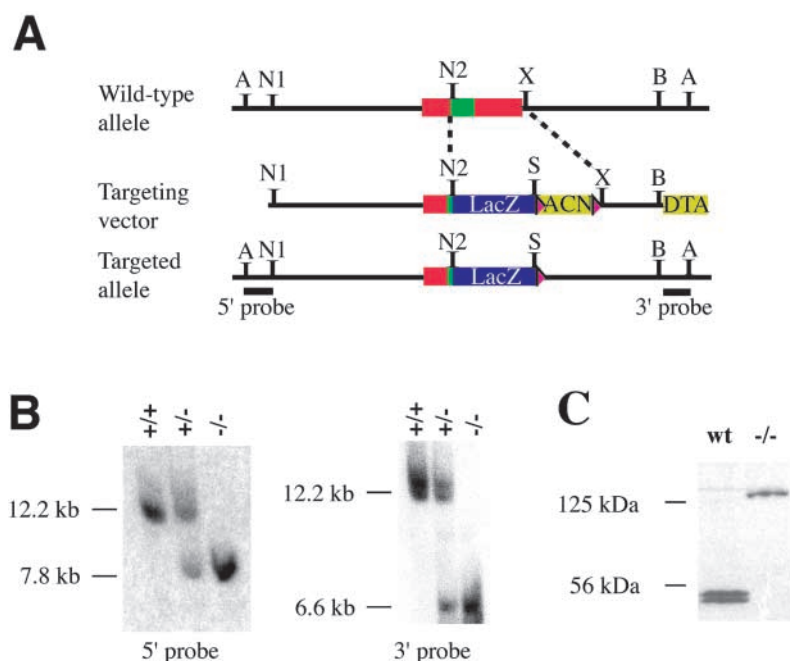 A
Wild-type
allele
A N1 N2 X B A
Targeting
vector
N1 N2 S X B
LacZ ACN DTA
Targeted
allele
A N1 N2 S B A
LacZ
5' probe 3' probe
B
+/+ +/- -/-
12.2 kb
7.8 kb
5' probe
+/+ +/- -/-
12.2 kb
6.6 kb
3' probe
C
wt -/-
125 kDa
56 kDa